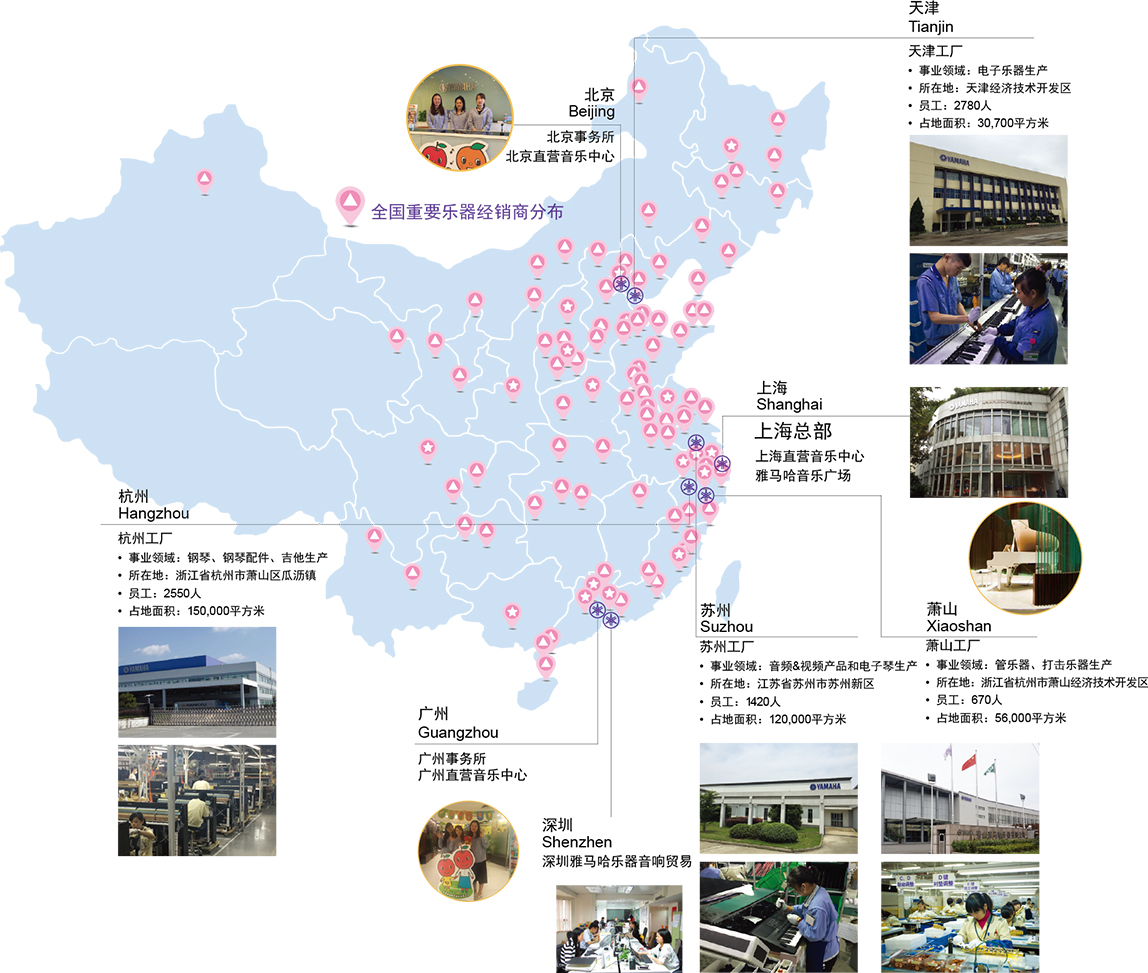 天津
Tianjin
天津工厂
• 事业领域：电子乐器生产
• 所在地：天津经济技术开发区
• 员工：2780人
• 占地面积：30,700平方米
YAMAHA
北京
Beijing
北京事务所
北京直营音乐中心
全国重要乐器经销商分布
上海
Shanghai
上海总部
上海直营音乐中心
雅马哈音乐广场
YAMAHA
杭州
Hangzhou
杭州工厂
• 事业领域：钢琴、钢琴配件、吉他生产
• 所在地：浙江省杭州市萧山区瓜沥镇
• 员工：2550人
• 占地面积：150,000平方米
YAMAHA
苏州
Suzhou
苏州工厂
• 事业领域：音频&视频产品和电子琴生产
• 所在地：江苏省苏州市苏州新区
• 员工：1420人
• 占地面积：120,000平方米
YAMAHA
萧山
Xiaoshan
萧山工厂
• 事业领域：管乐器、打击乐器生产
• 所在地：浙江省杭州市萧山经济技术开发区
• 员工：670人
• 占地面积：56,000平方米
YAMAHA
广州
Guangzhou
广州事务所
广州直营音乐中心
深圳
Shenzhen
深圳雅马哈乐器音响贸易